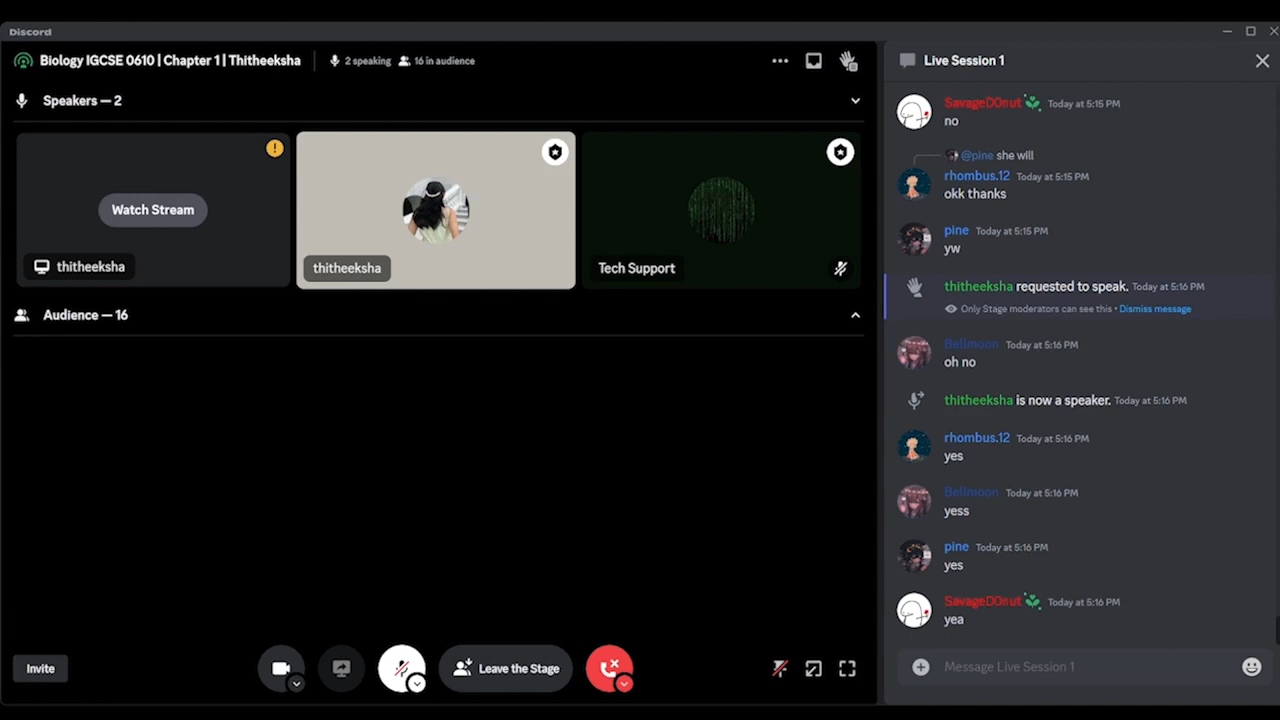 Discord
Biology IGCSE 0610 | Chapter 1 | Thitheeksha
2 speaking
16 in audience
Speakers — 2
Watch Stream
thitheeksha
thitheeksha
Tech Support
Audience — 16
Invite
Leave the Stage
Live Session 1
SavageD0nut Today at 5:15 PM
no
@pine she will
rhombus.12 Today at 5:15 PM
okk thanks
pine Today at 5:15 PM
yw
thitheeksha requested to speak. Today at 5:16 PM
Only Stage moderators can see this • Dismiss message
Bellmoon Today at 5:16 PM
oh no
thitheeksha is now a speaker. Today at 5:16 PM
rhombus.12 Today at 5:16 PM
yes
Bellmoon Today at 5:16 PM
yess
pine Today at 5:16 PM
yes
SavageD0nut Today at 5:16 PM
yea
Message Live Session 1